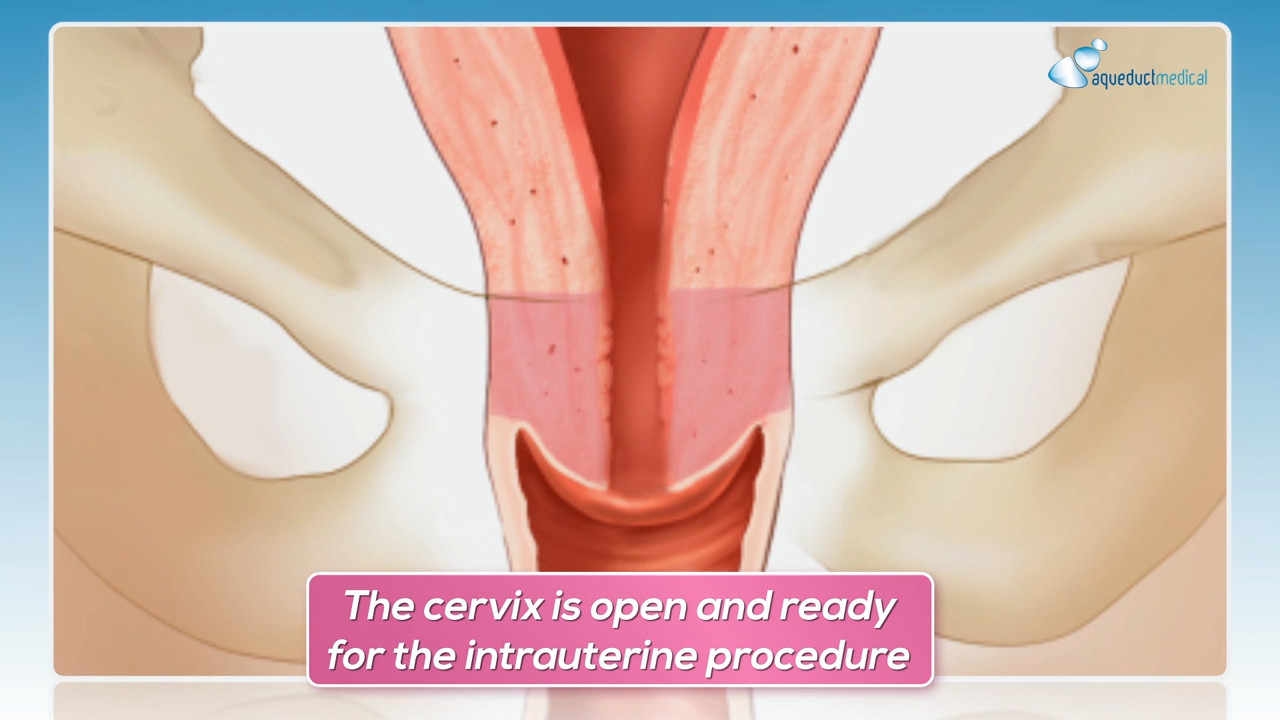 aqueductmedical
The cervix is open and ready
for the intrauterine procedure